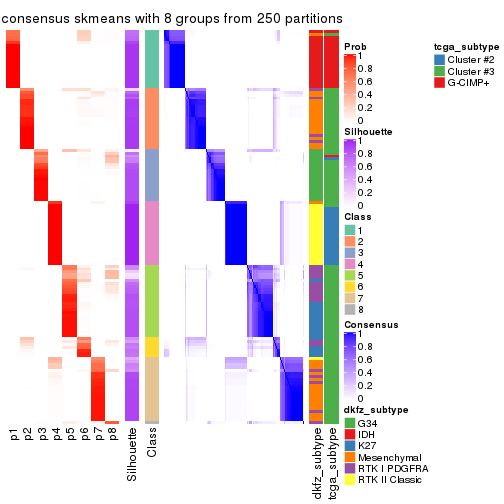 consensus skmeans with 8 groups from 250 partitions
Prob
1
0.8
0.6
0.4
0.2
0
Silhouette
1
0.8
0.6
0.4
0.2
0
Class
1
2
3
4
5
6
7
8
Consensus
1
0.8
0.6
0.4
0.2
0
dkfz_subtype
G34
IDH
K27
Mesenchymal
RTK I PDGFRA
RTK II Classic
tcga_subtype
Cluster #2
Cluster #3
G-CIMP+
p1
p2
p3
p4
p5
p6
p7
p8
Silhouette
Class
dkfz_subtype
tcga_subtype